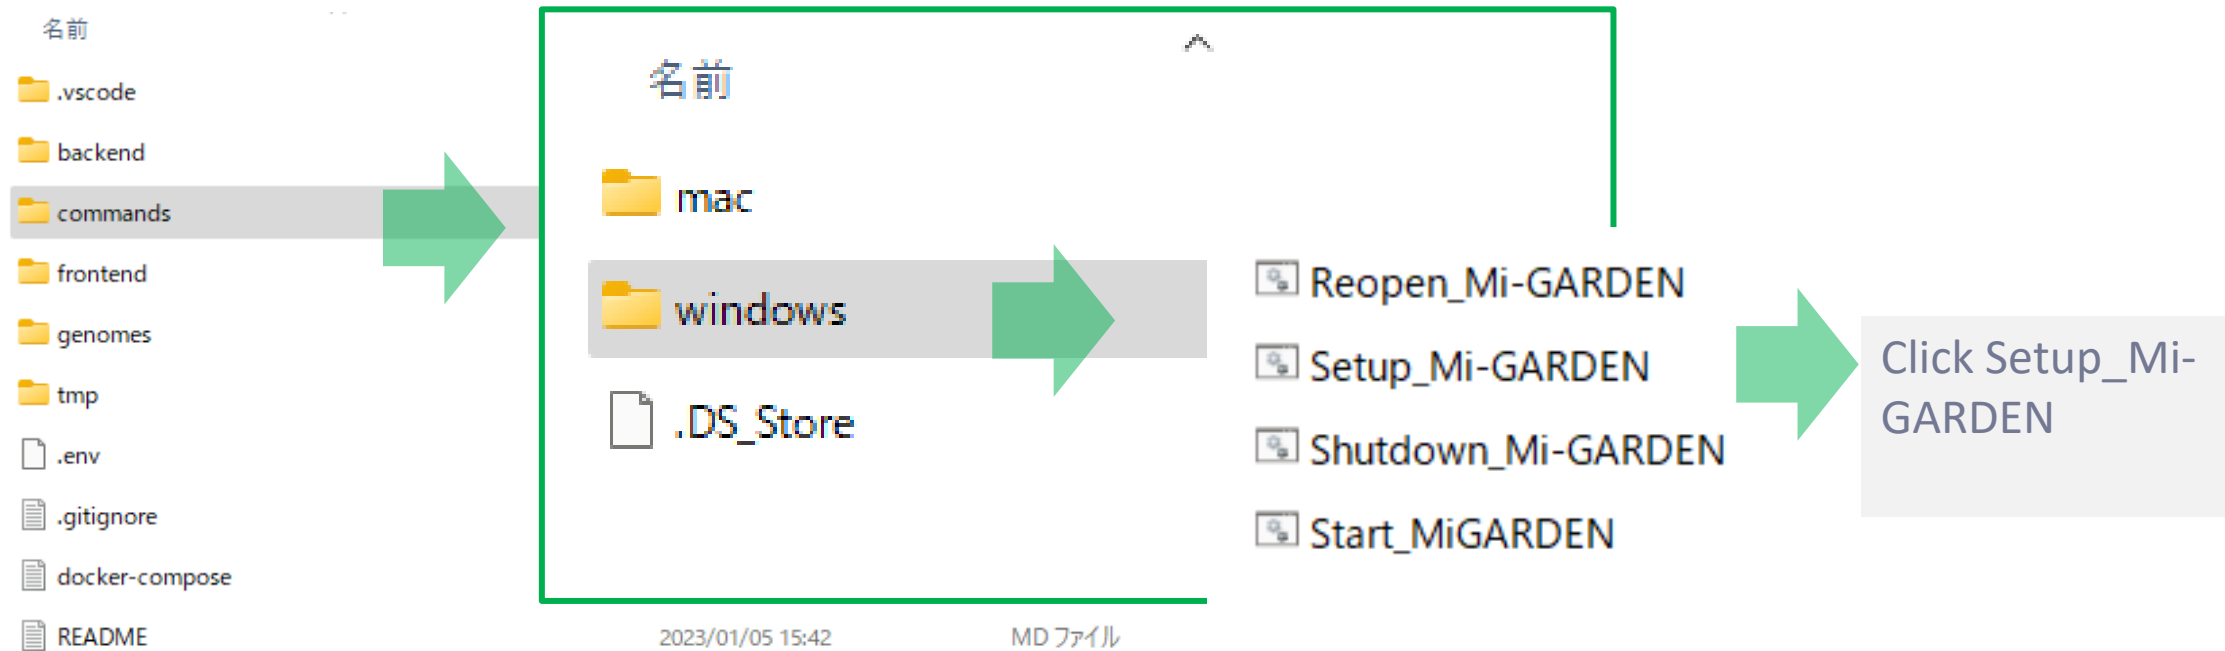 名前
.vscode
backend
commands
frontend
genomes
tmp
.env
.gitignore
docker-compose
README
2023/01/05 15:42
MD ファイル
名前
mac
windows
.DS_Store
Reopen_Mi-GARDEN
Setup_Mi-GARDEN
Shutdown_Mi-GARDEN
Start_MiGARDEN
Click Setup_Mi-
GARDEN